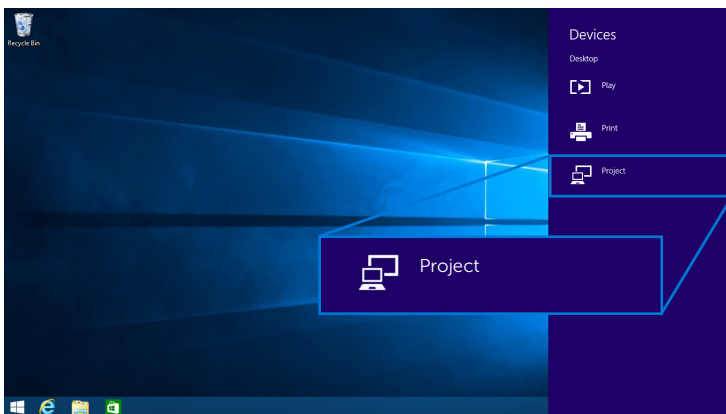 Recycle Bin
Devices
Desktop
Play
Print
Project
Project